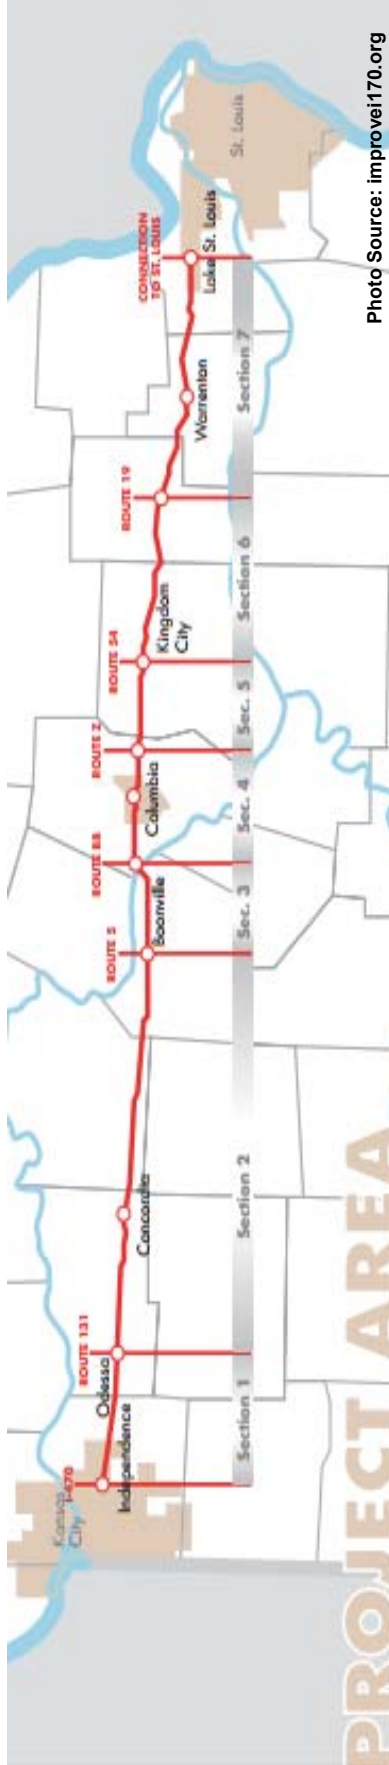 PROJECT AREA
Kansas
City
I-470
Independence
Odessa
ROUTE 131
Concordia
ROUTE 5
Boonville
ROUTE BB
Columbia
ROUTE Z
ROUTE 54
Kingdom
City
ROUTE 19
Warrenton
CONNECTION
TO ST. LOUIS
Lake St. Louis
St. Louis
Section 1
Section 2
Sec. 3
Sec. 4
Sec. 5
Section 6
Section 7
Photo Source: improvei170.org